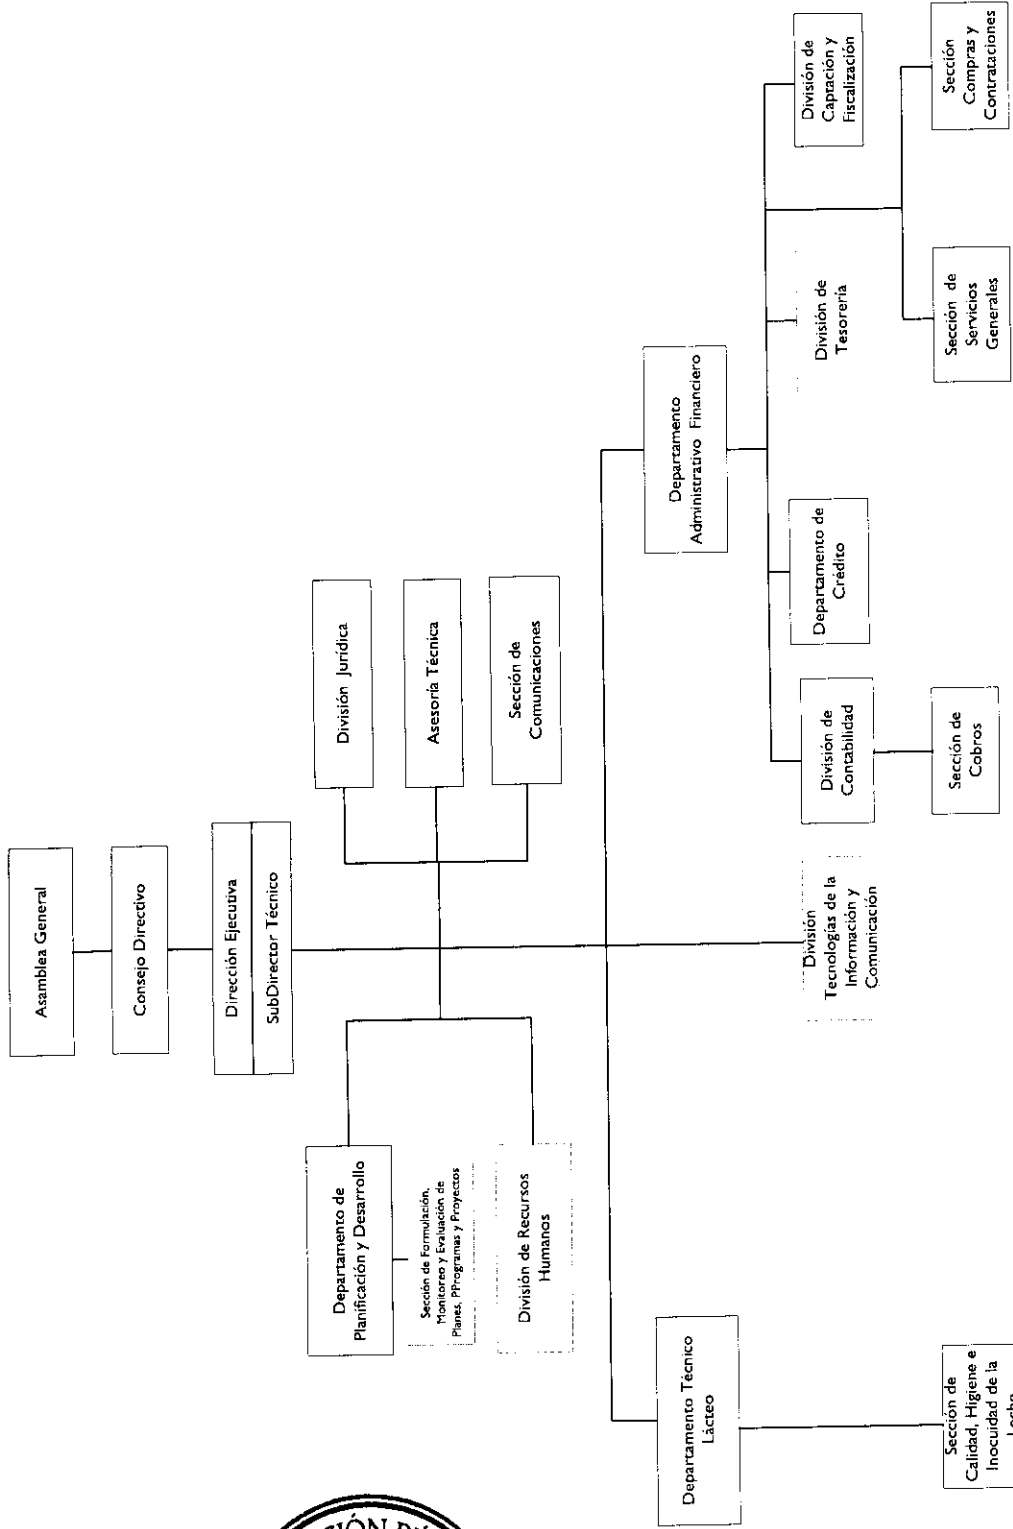 Asamblea General
Consejo Directivo
Dirección Ejecutiva
SubDirector Técnico
Departamento de
Planificación y Desarrollo
Sección de Formulación,
Monitoreo y Evaluación de
Planes, PProgramas y Proyectos
División de Recursos
Humanos
División Jurídica
Asesoría Técnica
Sección de
Comunicaciones
Departamento Técnico
Lácteo
Sección de
Calidad, Higiene e
Inocuidad de la
División
Tecnologías de la
Información y
Comunicación
Departamento
Administrativo Financiero
División de
Contabilidad
Sección de
Cobros
Departamento de
Crédito
División de
Tesorería
División de
Captación y
Fiscalización
Sección de
Servicios
Generales
Sección
Compras y
Contrataciones